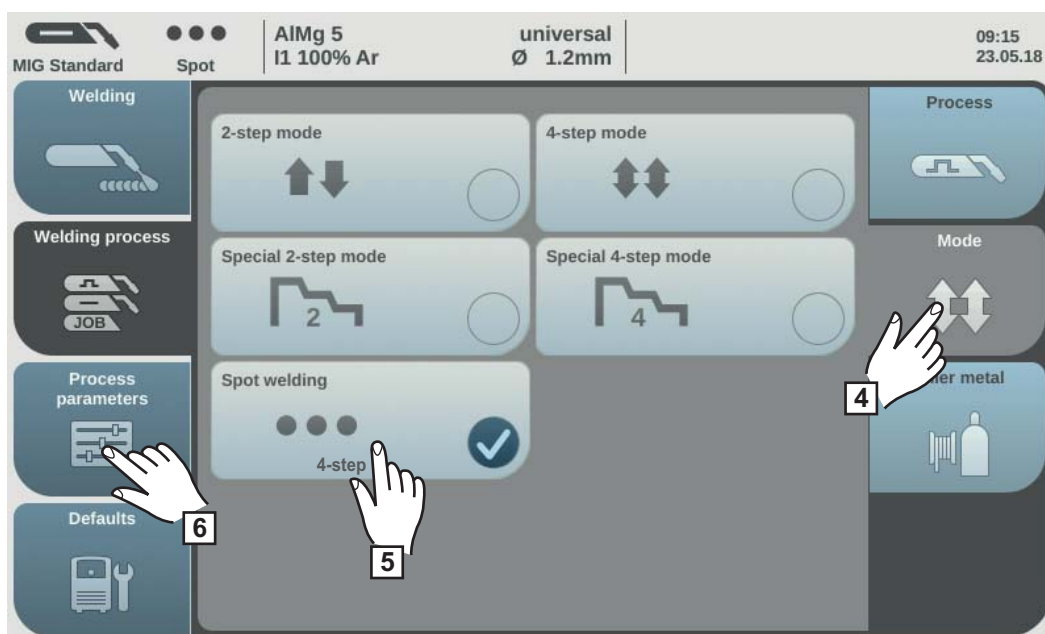 MIG Standard
Spot
AlMg 5
I1 100% Ar
universal
Ø 1.2mm
09:15
23.05.18
Welding
Welding process
JOB
Process
parameters
Defaults
2-step mode
4-step mode
Special 2-step mode
2
Special 4-step mode
4
Spot welding
4-step
Process
Mode
metal
4
5
6